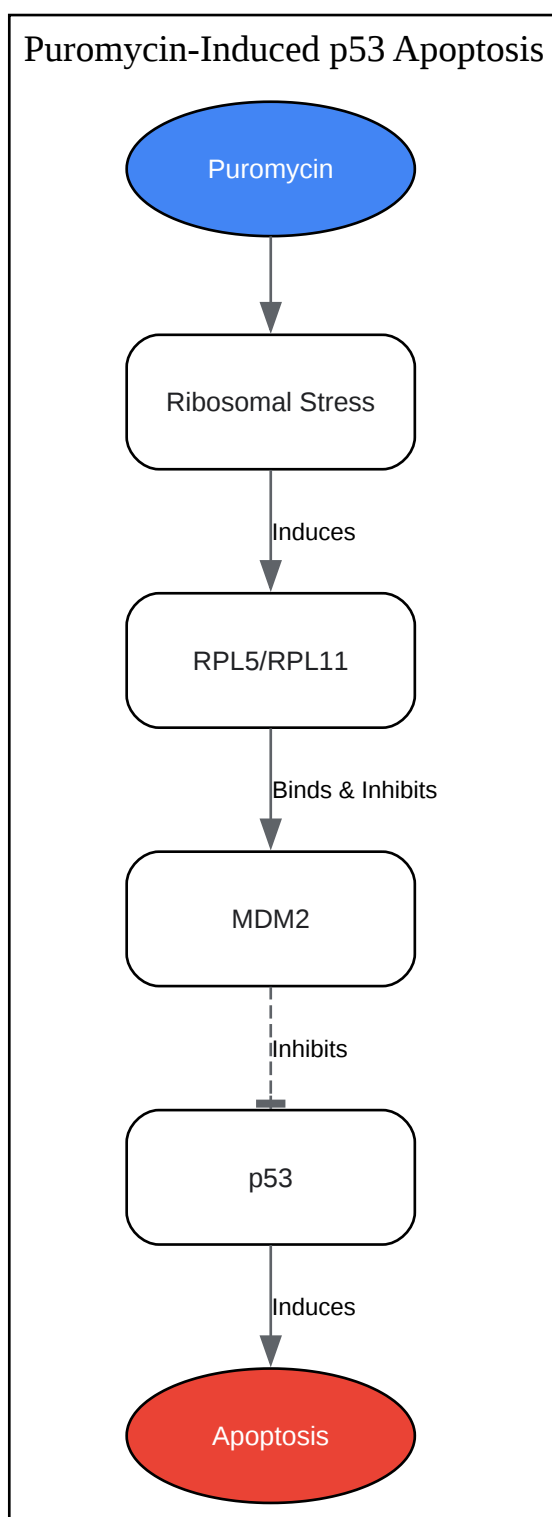 Puromycin-Induced p53 Apoptosis
Puromycin
Ribosomal Stress
Induces
RPL5/RPL11
Binds & Inhibits
MDM2
Inhibits
p53
Induces
Apoptosis